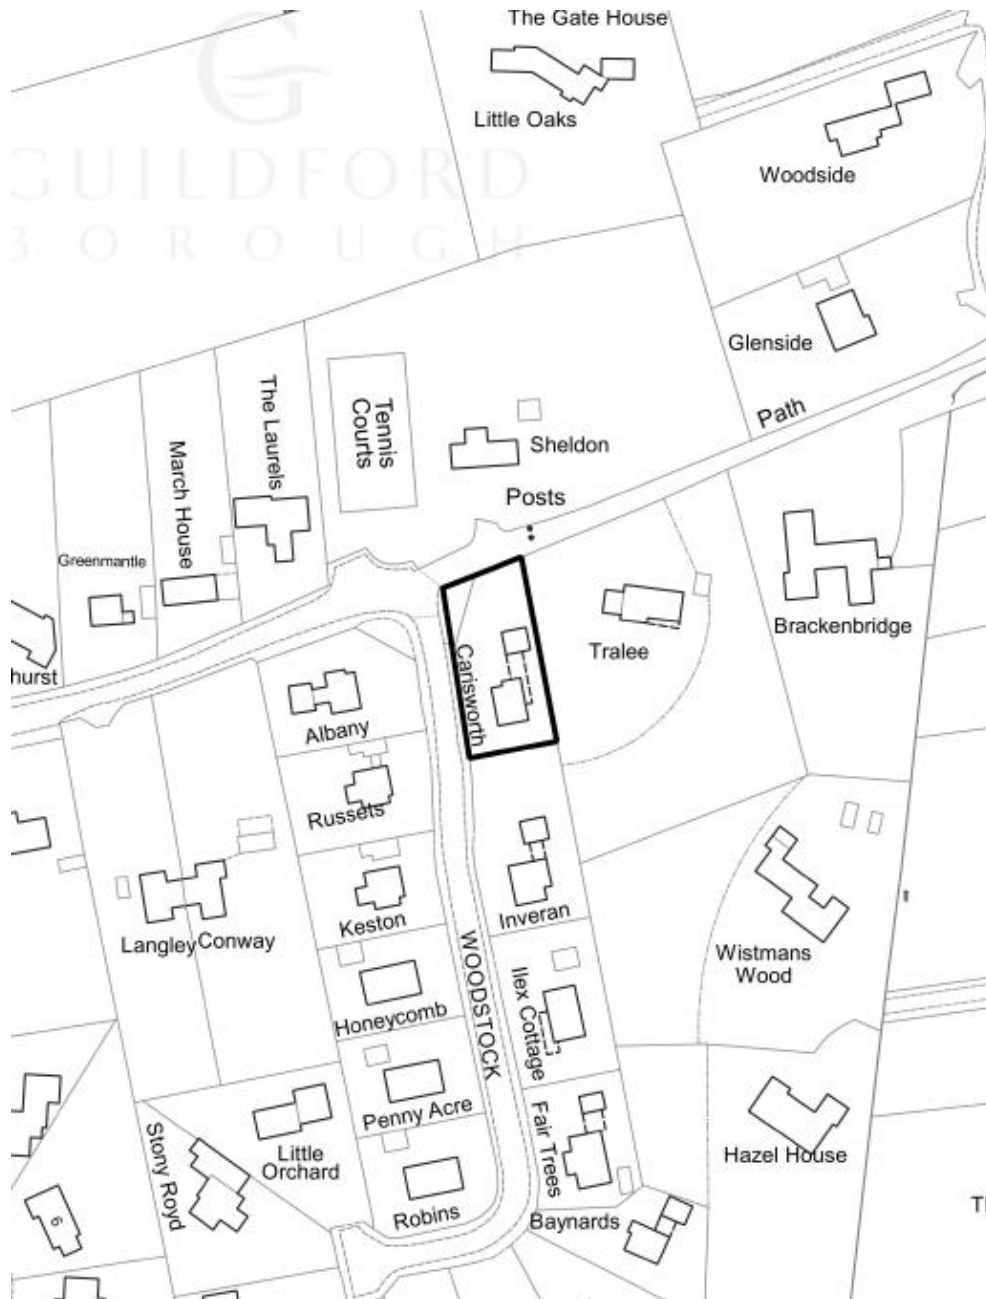 The Gate House
Little Oaks
GUILDFORD
BOROUGH
Woodside
Glenside
Path
Tennis
Courts
The Laurels
March House
Sheldon
Posts
Greenmantle
hurst
Tralee
Brackenbridge
Carisworth
Albany
Russets
Keston
Inveran
Langley
Conway
WOODSTOCK
Wistmans
Wood
Honeycomb
Ilex Cottage
Penny Acre
Fair Trees
Little
Orchard
Stony Royd
Hazel House
Robins
Baynards
6